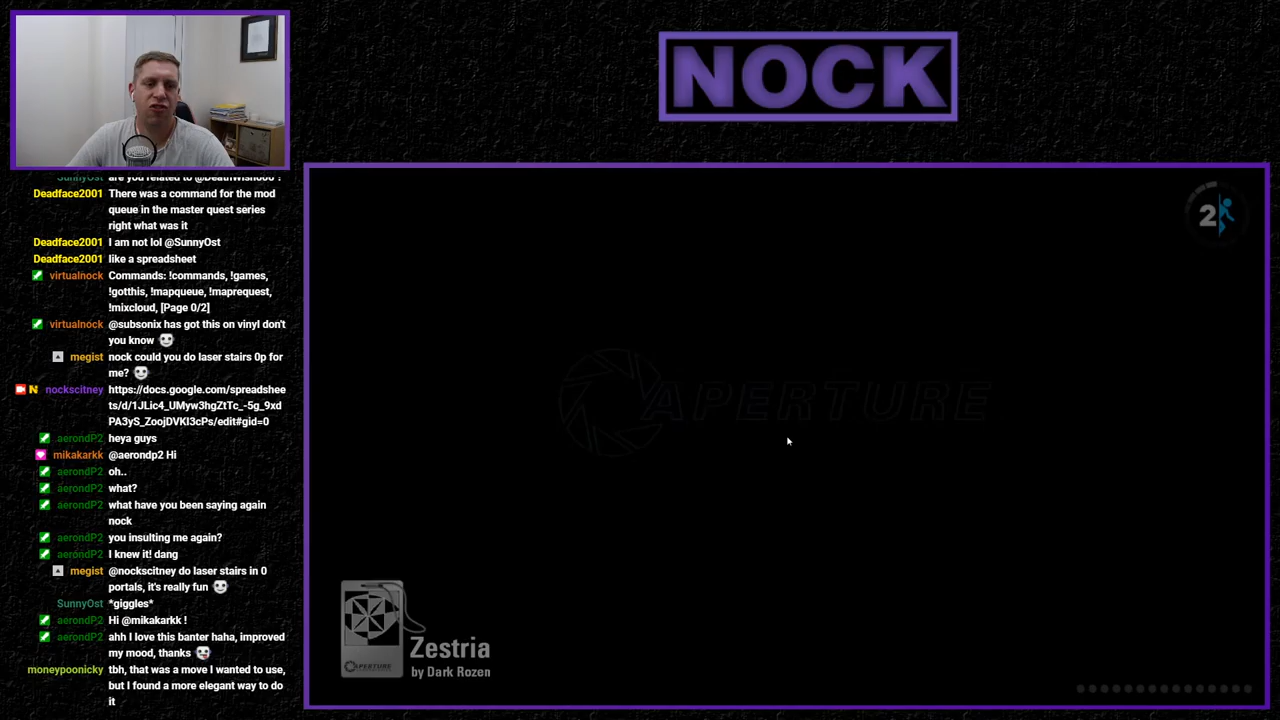 NOCK
are you related to
Deadface2001 There was a command for the mod
queue in the master quest series
right what was it
Deadface2001 I am not lol @SunnyOst
Deadface2001 like a spreadsheet
virtualnock Commands: !commands, !games,
!gotthis, !mapqueue, !maprequest,
!mixcloud, [Page 0/2]
virtualnock @subsonix has got this on vinyl don't
you know
megist nock could you do laser stairs 0p for
me?
N nockscitney https://docs.google.com/spreadshee
ts/d/1JLic4_UMyw3hgZtTc_-5g_9xd
PA3yS_ZoojDVKI3cPs/edit#gid=0
aerondP2 heya guys
mikakarkk @aerondp2 Hi
aerondP2 oh..
aerondP2 what?
aerondP2 what have you been saying again
nock
aerondP2 you insulting me again?
aerondP2 I knew it! dang
megist @nockscitney do laser stairs in 0
portals, it's really fun
SunnyOst *giggles*
aerondP2 Hi @mikakarkk !
aerondP2 ahh I love this banter haha, improved
my mood, thanks
moneypoonicky tbh, that was a move I wanted to use,
but I found a more elegant way to do
it
2
APERTURE
APERTURE
Zestria
by Dark Rozen